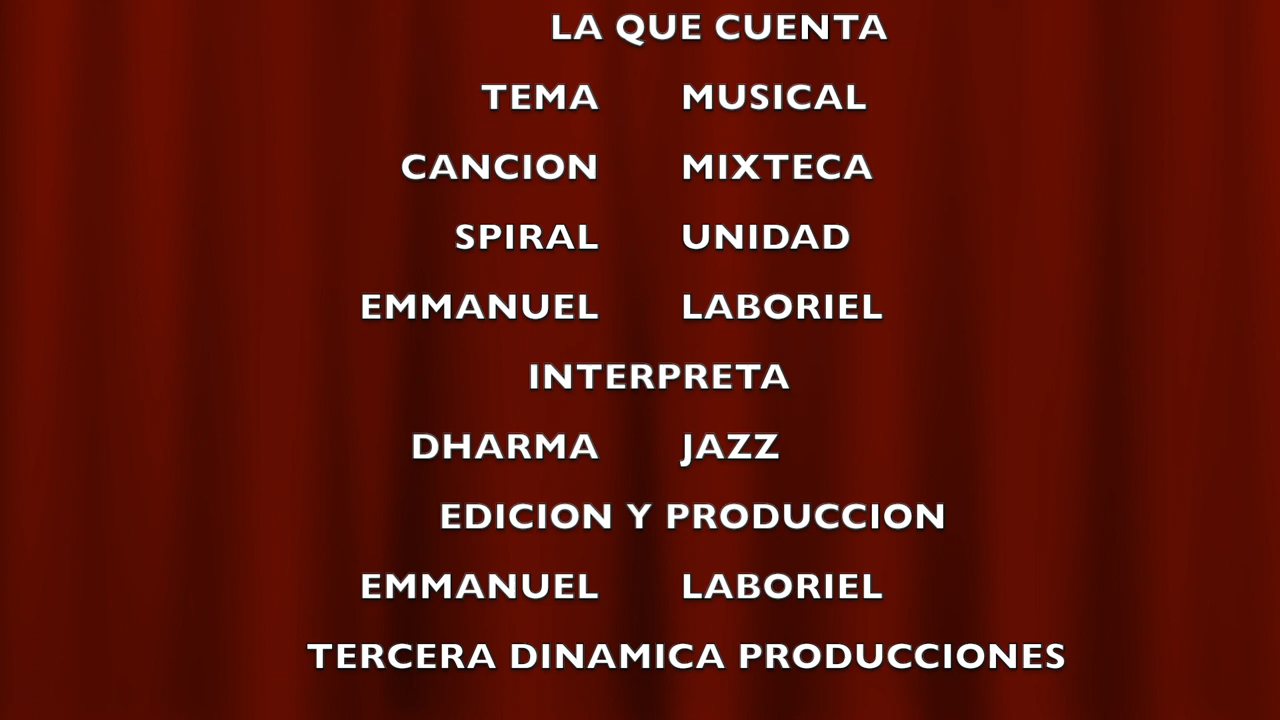 LA QUE CUENTA
TEMA MUSICAL
CANCION MIXTECA
SPIRAL UNIDAD
EMMANUEL LABORIEL
INTERPRETA
DHARMA JAZZ
EDICION Y PRODUCCION
EMMANUEL LABORIEL
TERCERA DINAMICA PRODUCCIONES